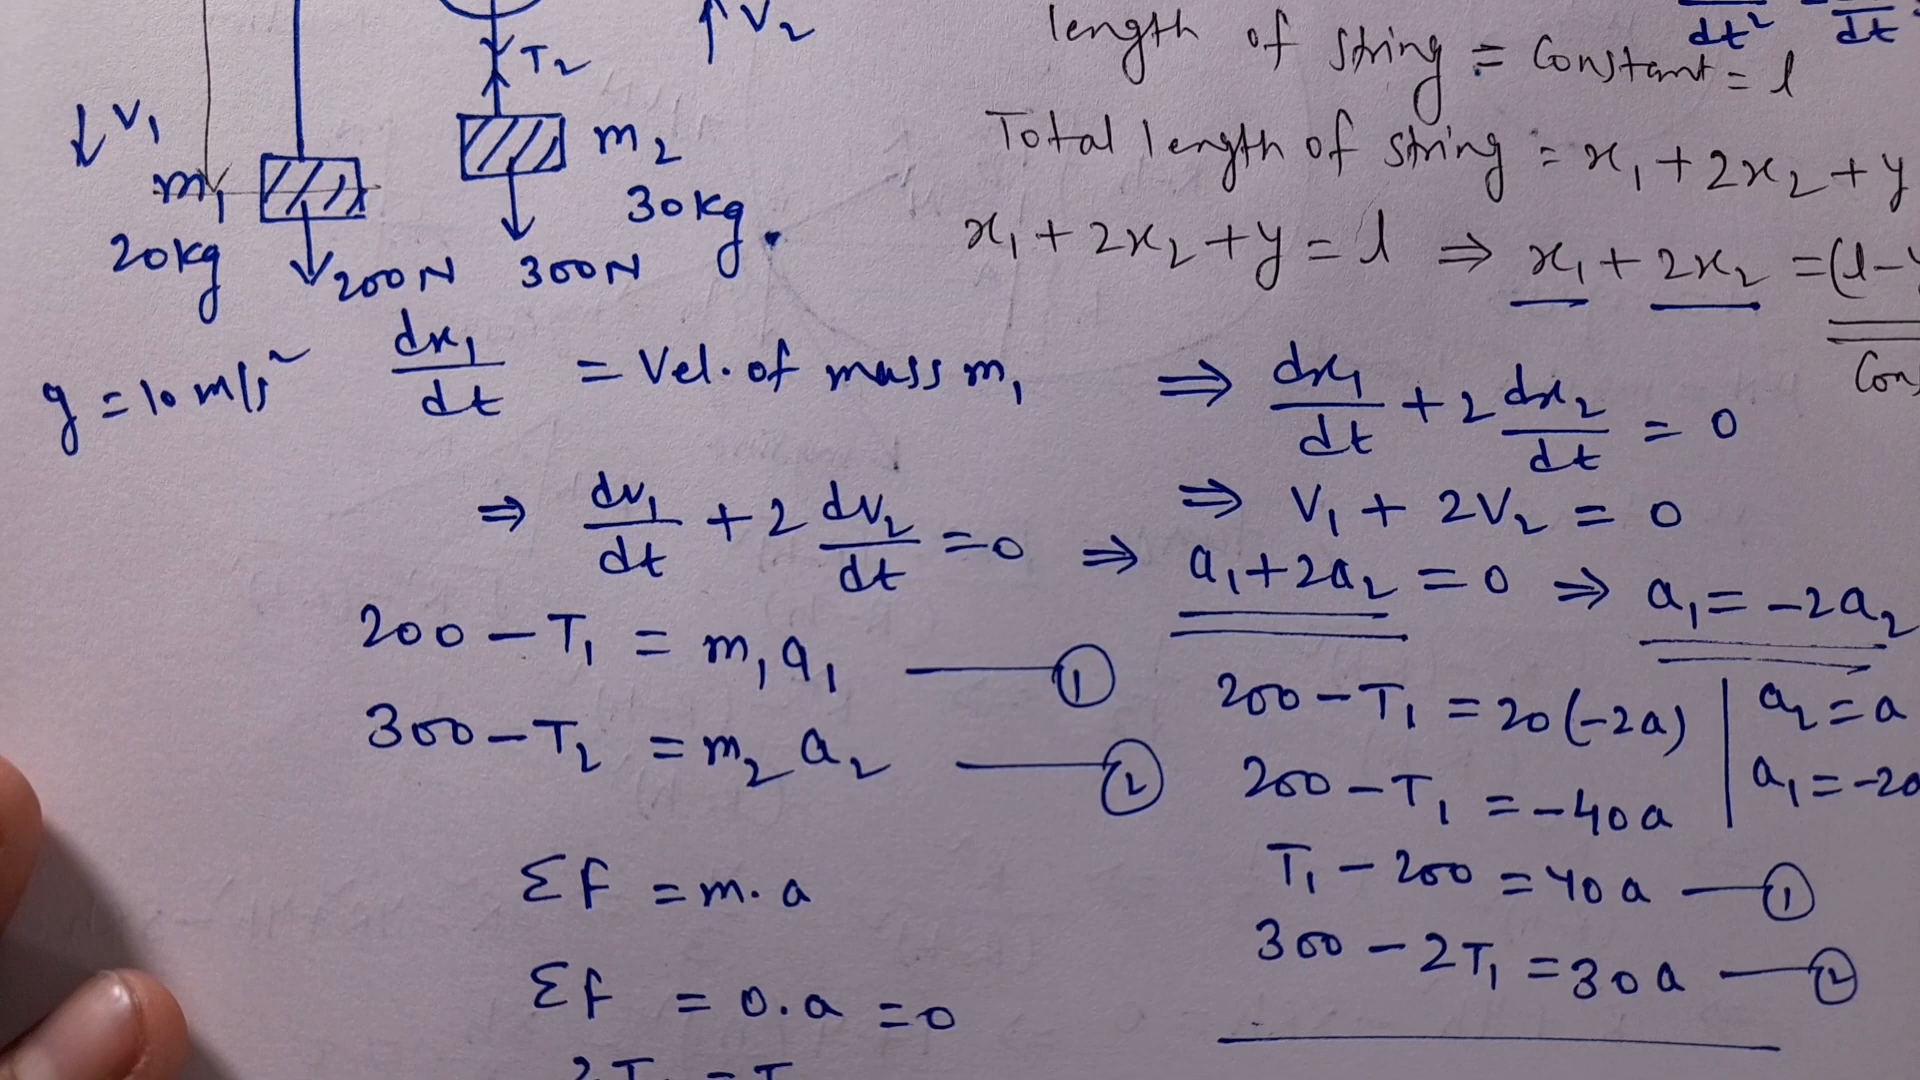 ↑V₂
T₂
↓V₁
m₁
20kg
200N
m₂
30kg
300N
g = 10 m/s²
length of string = Constant = l
dt²
dt
Total length of string = x₁ + 2x₂ + y
x₁ + 2x₂ + y = l ⇒ x₁ + 2x₂ = (l-
dx₁/dt = Vel. of mass m₁
⇒ dx₁/dt + 2 dx₂/dt = 0
⇒ V₁ + 2V₂ = 0
⇒ dv₁/dt + 2 dv₂/dt = 0 ⇒ a₁ + 2a₂ = 0 ⇒ a₁ = -2a₂
200 - T₁ = m₁a₁ —— ①
300 - T₂ = m₂a₂ —— ②
Σf = m.a
Σf = 0.a = 0
200 - T₁ = 20(-2a)
200 - T₁ = -40a
a₂ = a
a₁ = -2a
T₁ - 200 = 40a —— ①
300 - 2T₁ = 30a —— ②